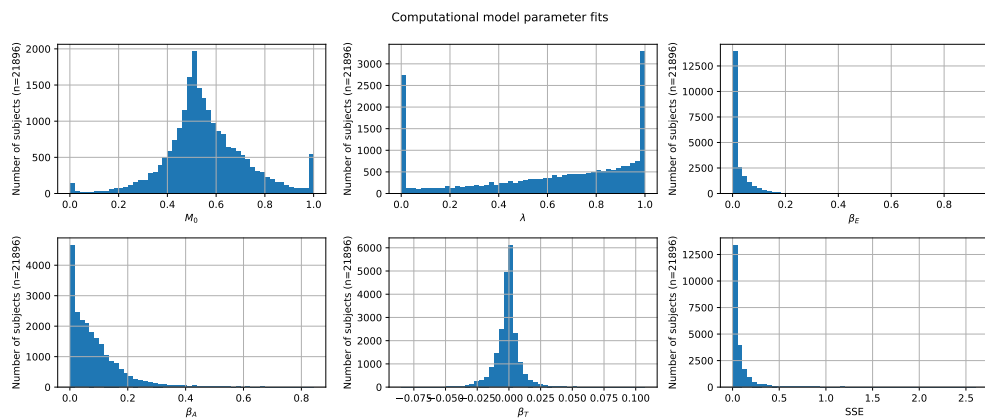 Computational model parameter fits
Number of subjects (n=21896)
2000
1500
1000
500
0
0.0 0.2 0.4 0.6 0.8 1.0
M₀
Number of subjects (n=21896)
3000
2500
2000
1500
1000
500
0
0.0 0.2 0.4 0.6 0.8 1.0
λ
Number of subjects (n=21896)
12500
10000
7500
5000
2500
0
0.0 0.2 0.4 0.6 0.8
β_E
Number of subjects (n=21896)
4000
3000
2000
1000
0
0.0 0.2 0.4 0.6 0.8
β_A
Number of subjects (n=21896)
6000
5000
4000
3000
2000
1000
0
−0.075 −0.050 −0.025 0.000 0.025 0.050 0.075 0.100
β_T
Number of subjects (n=21896)
12500
10000
7500
5000
2500
0
0.0 0.5 1.0 1.5 2.0 2.5
SSE